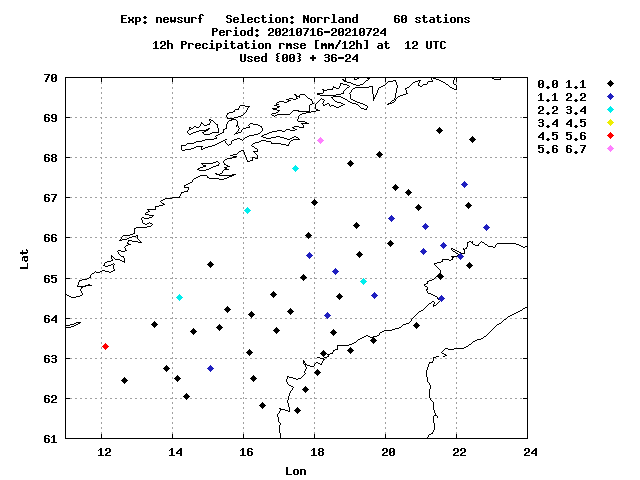 Exp: newsurf   Selection: Norrland     60 stations
Period: 20210716-20210724
12h Precipitation rmse [mm/12h] at  12 UTC
Used {00} + 36-24
0.0 1.1
1.1 2.2
2.2 3.4
3.4 4.5
4.5 5.6
5.6 6.7
70
69
68
67
66
65
64
63
62
61
Lat
12 14 16 18 20 22 24
Lon